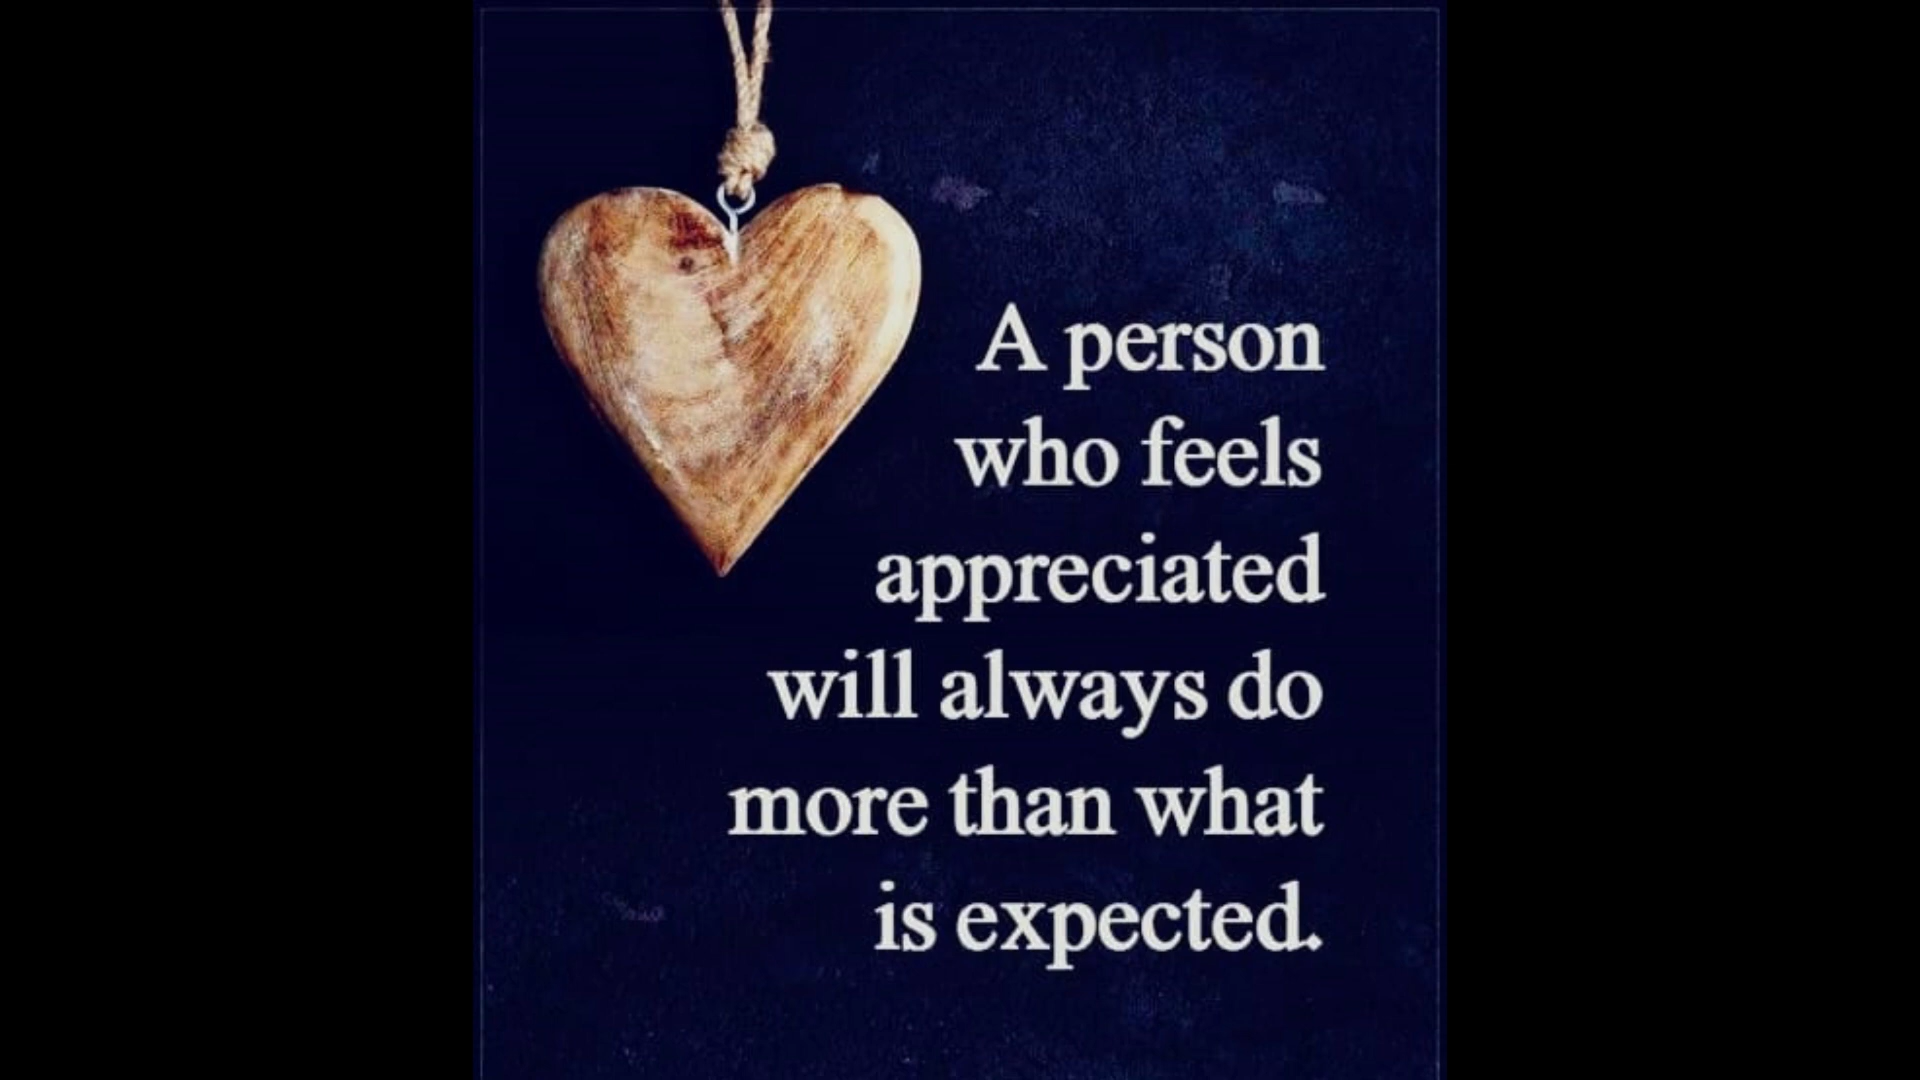 A person
who feels
appreciated
will always do
more than what
is expected.